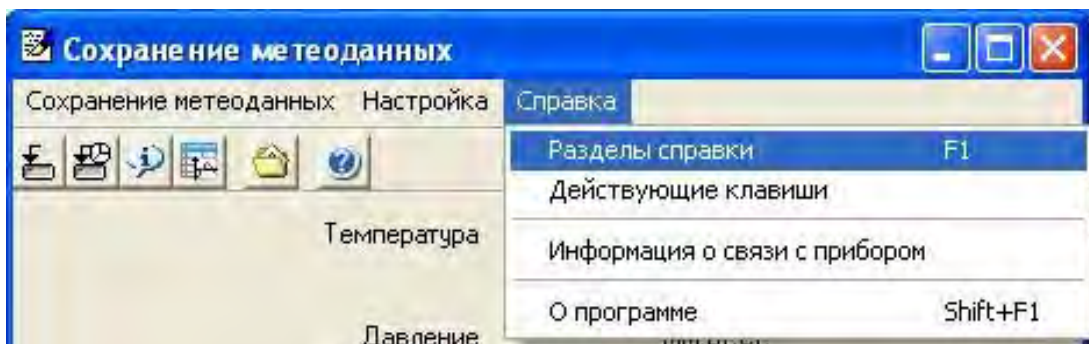 Сохранение метеоданных
Сохранение метеоданных Настройка Справка
Разделы справки F1
Действующие клавиши
Температура
Информация о связи с прибором
О программе Shift+F1
Давление